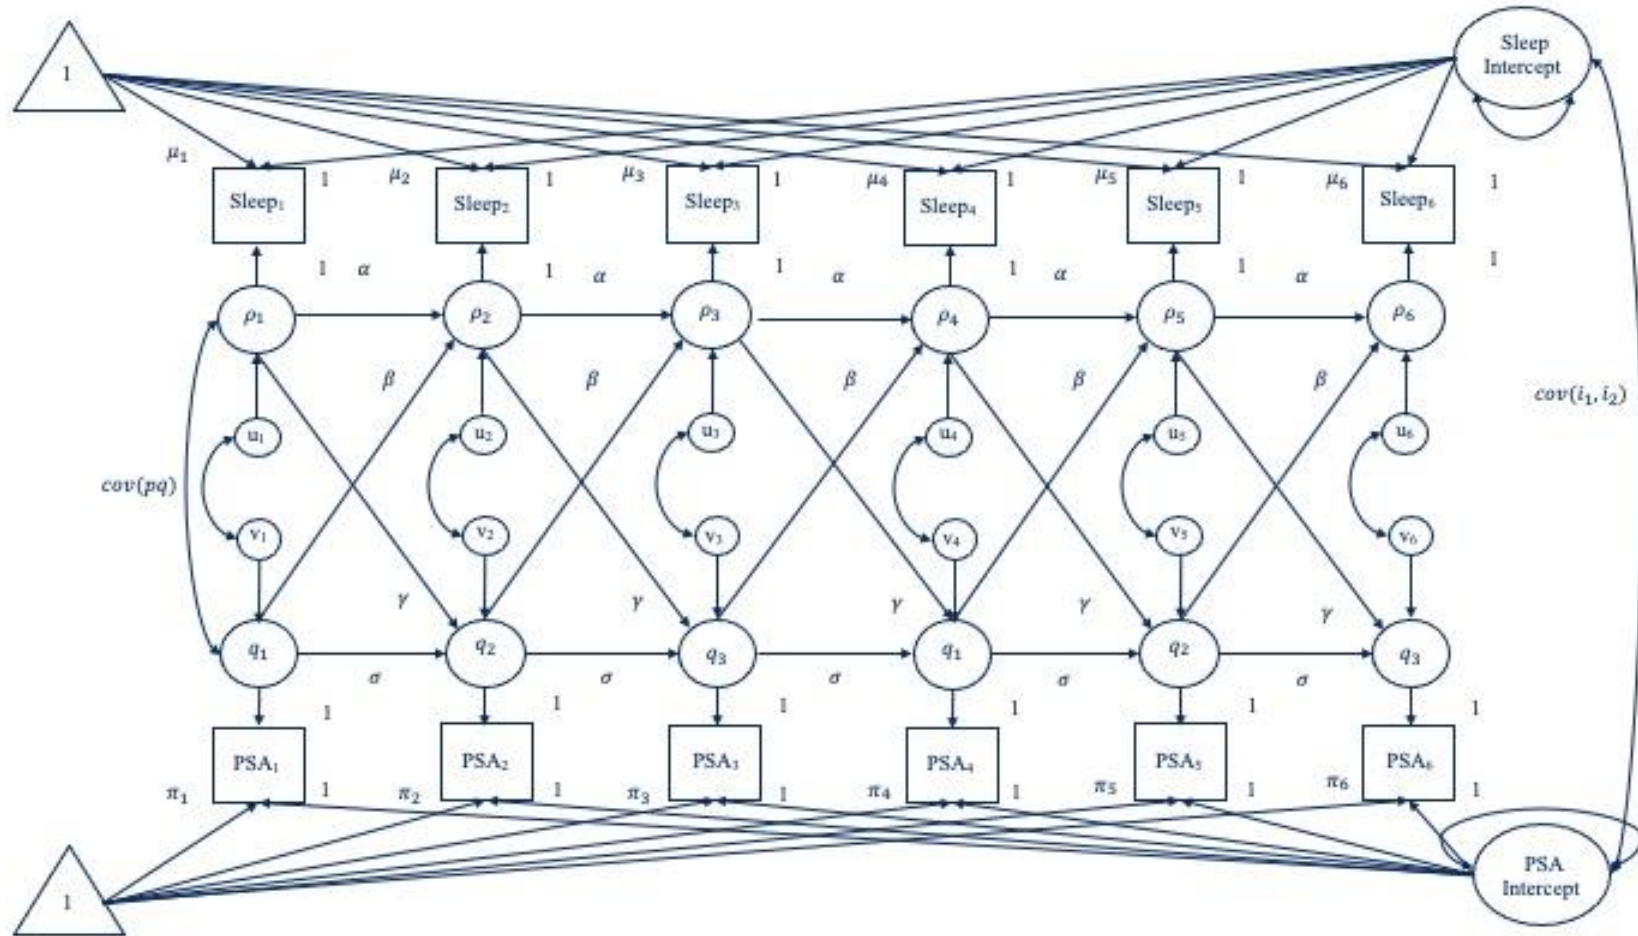 1
Sleep
Intercept
μ₁ 1 μ₂ 1 μ₃ 1 μ₄ 1 μ₅ 1 μ₆ 1
Sleep₁ Sleep₂ Sleep₃ Sleep₄ Sleep₅ Sleep₆
1 α 1 α 1 α 1 α 1 α 1
ρ₁ ρ₂ ρ₃ ρ₄ ρ₅ ρ₆
β β β β β
cov(i₁, i₂)
u₁ u₂ u₃ u₄ u₅ u₆
cov(pq)
v₁ v₂ v₃ v₄ v₅ v₆
γ γ γ γ γ
q₁ q₂ q₃ q₁ q₂ q₃
σ σ σ σ σ
1 1 1 1 1 1
PSA₁ PSA₂ PSA₃ PSA₄ PSA₅ PSA₆
π₁ 1 π₂ 1 π₃ 1 π₄ 1 π₅ 1 π₆ 1
1
PSA
Intercept